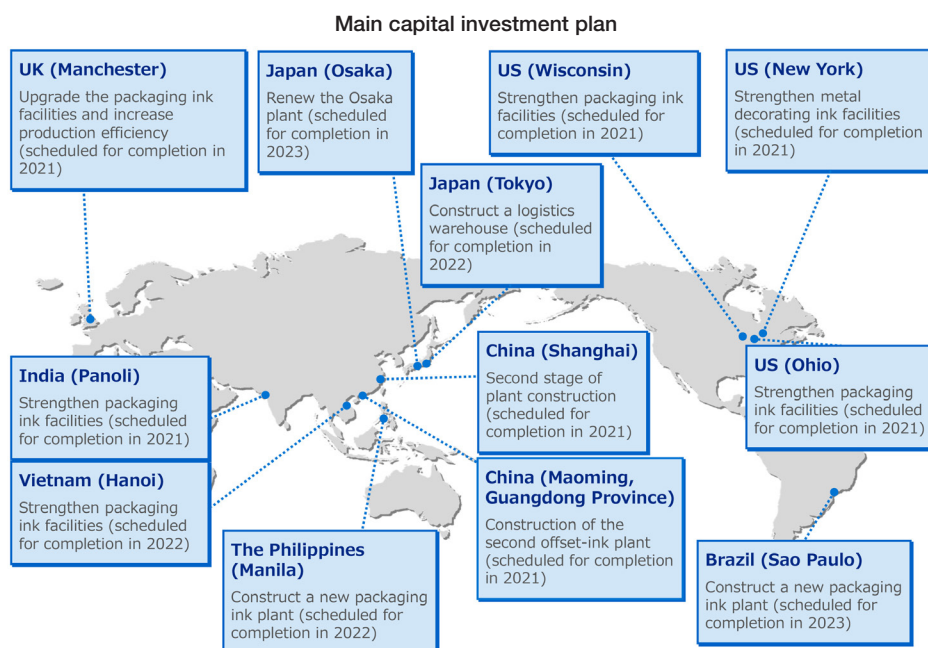 Main capital investment plan
UK (Manchester)
Upgrade the packaging ink
facilities and increase
production efficiency
(scheduled for completion in
2021)
Japan (Osaka)
Renew the Osaka
plant (scheduled
for completion in
2023)
US (Wisconsin)
Strengthen packaging ink
facilities (scheduled for
completion in 2021)
US (New York)
Strengthen metal
decorating ink facilities
(scheduled for completion in
2021)
Japan (Tokyo)
Construct a logistics
warehouse (scheduled
for completion in
2022)
India (Panoli)
Strengthen packaging
ink facilities (scheduled
for completion in 2021)
China (Shanghai)
Second stage of
plant construction
(scheduled for
completion in 2021)
US (Ohio)
Strengthen packaging
ink facilities (scheduled
for completion in 2021)
Vietnam (Hanoi)
Strengthen packaging
ink facilities (scheduled
for completion in 2022)
China (Maoming,
Guangdong Province)
Construction of the
second offset-ink plant
(scheduled for completion
in 2021)
The Philippines
(Manila)
Construct a new packaging
ink plant (scheduled for
completion in 2022)
Brazil (Sao Paulo)
Construct a new packaging
ink plant (scheduled for
completion in 2023)